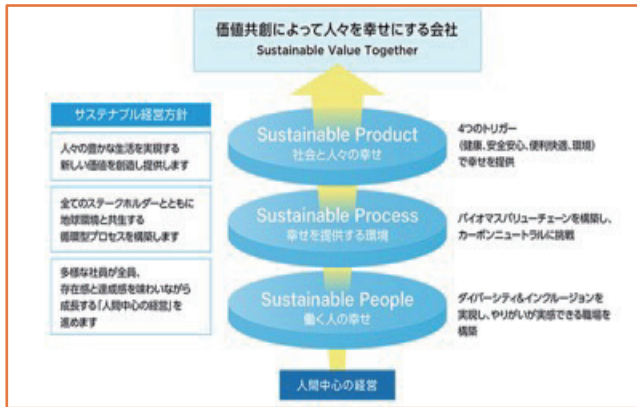 価値共創によって人々を幸せにする会社
Sustainable Value Together
サステナブル経営方針
人々の豊かな生活を実現する
新しい価値を創造し提供します
全てのステークホルダーとともに
地球環境と共生する
循環型プロセスを構築します
多様な社員が全員、
存在感と達成感を味わいながら
成長する「人間中心の経営」を
進めます
Sustainable Product
社会と人々の幸せ
Sustainable Process
幸せを提供する環境
Sustainable People
働く人の幸せ
4つのトリガー
(健康、安全安心、便利快適、環境)
で幸せを提供
バイオマスバリューチェーンを構築し、
カーボンニュートラルに挑戦
ダイバーシティ&インクルージョンを
実現し、やりがいが実感できる職場を
構築
人間中心の経営